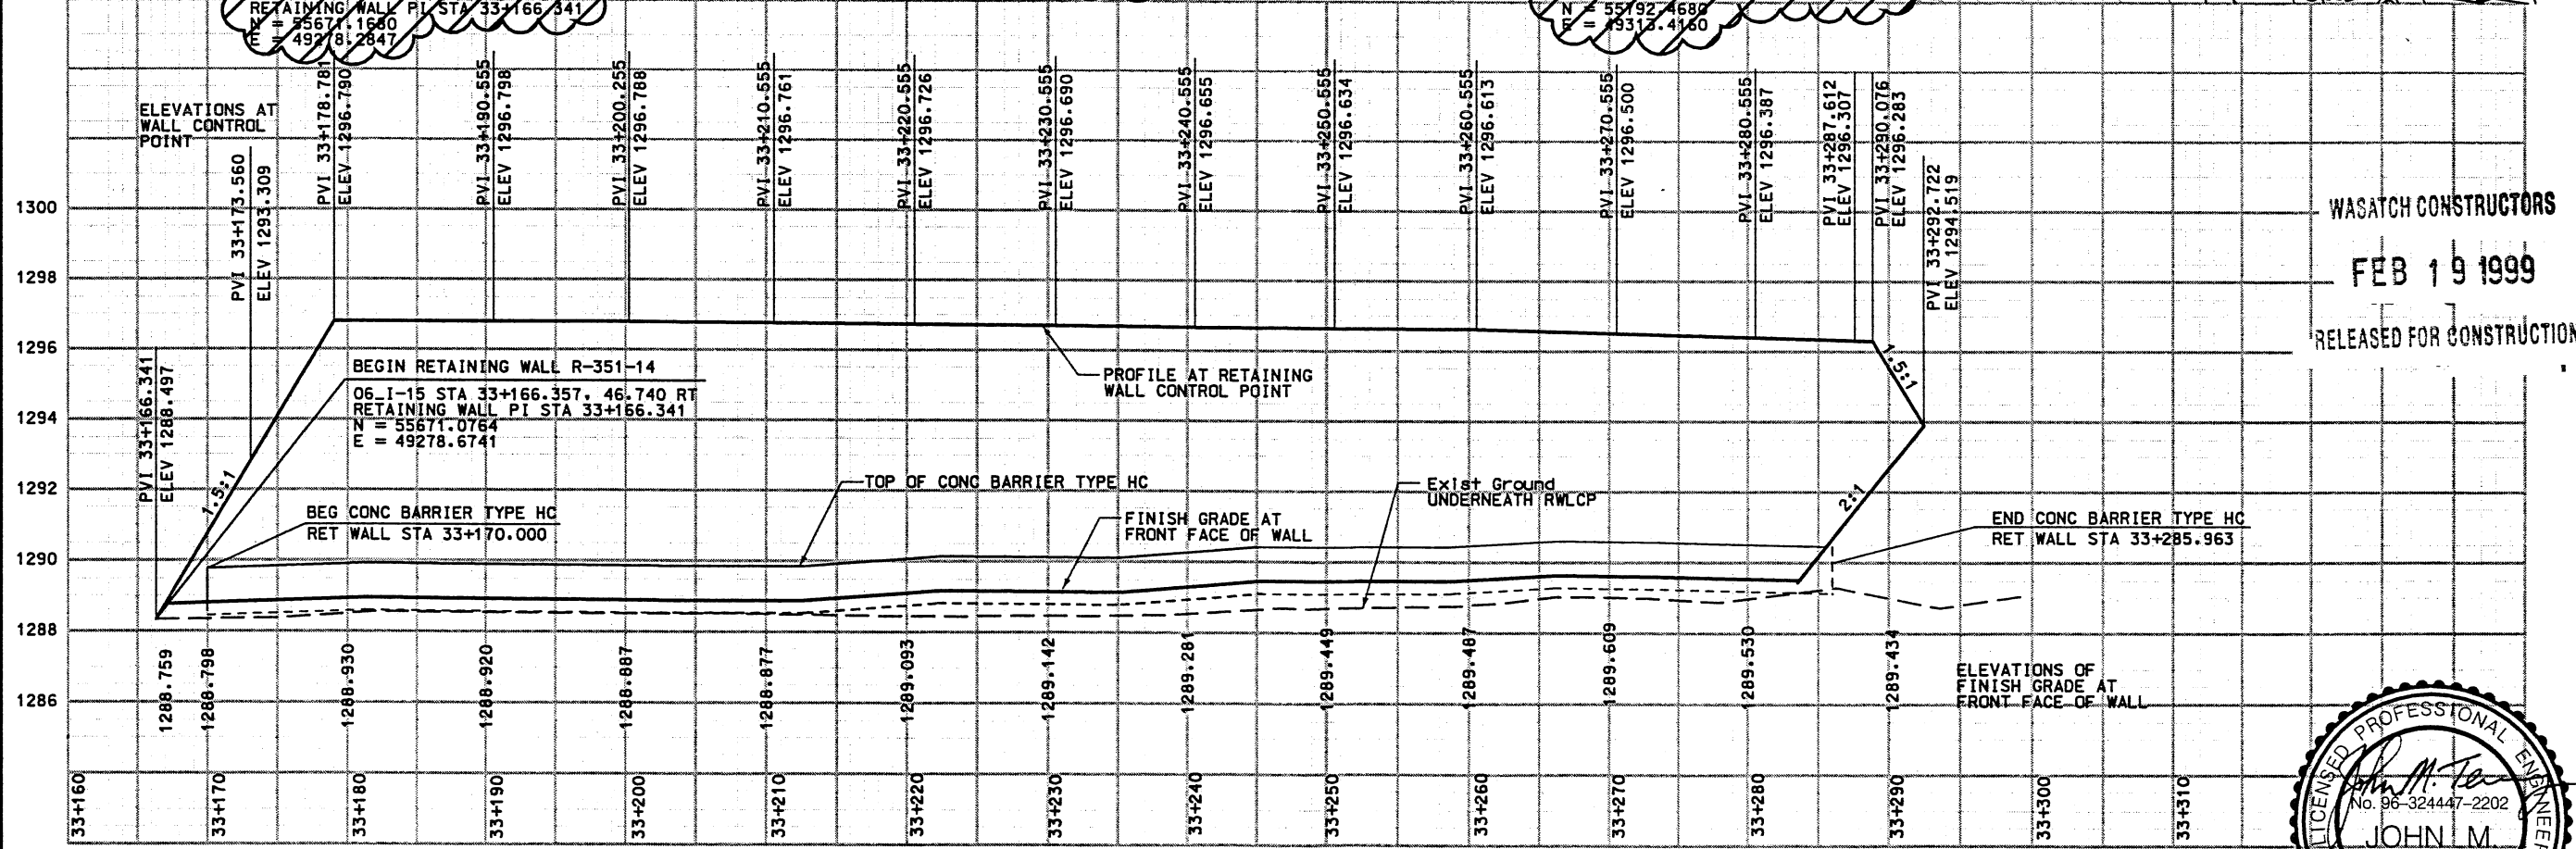 RETAINING WALL PI STA 33+166.341
N = 55671.1680
E = 49278.2847
N = 55792.4680
E = 49313.4160
ELEVATIONS AT
WALL CONTROL
POINT
PVI 33+166.341
ELEV 1288.497
PVI 33+173.560
ELEV 1293.309
PVI 33+178.781
ELEV 1296.790
PVI 33+190.555
ELEV 1296.798
PVI 33+200.255
ELEV 1296.788
PVI 33+210.555
ELEV 1296.761
PVI 33+220.555
ELEV 1296.726
PVI 33+230.555
ELEV 1296.690
PVI 33+240.555
ELEV 1296.655
PVI 33+250.555
ELEV 1296.634
PVI 33+260.555
ELEV 1296.613
PVI 33+270.555
ELEV 1296.500
PVI 33+280.555
ELEV 1296.387
PVI 33+287.612
ELEV 1296.307
PVI 33+290.076
ELEV 1296.283
PVI 33+292.722
ELEV 1294.519
WASATCH CONSTRUCTORS
FEB 19 1999
RELEASED FOR CONSTRUCTION
1300
1298
1296
1294
1292
1290
1288
1286
BEGIN RETAINING WALL R-351-14
06_I-15 STA 33+166.357, 46.740 RT
RETAINING WALL PI STA 33+166.341
N = 55671.0764
E = 49278.6741
PROFILE AT RETAINING
WALL CONTROL POINT
1.5:1
1.5:1
2:1
BEG CONC BARRIER TYPE HC
RET WALL STA 33+170.000
TOP OF CONC BARRIER TYPE HC
FINISH GRADE AT
FRONT FACE OF WALL
Exist Ground
UNDERNEATH RWLCP
END CONC BARRIER TYPE HC
RET WALL STA 33+285.963
1288.759
1288.798
1288.930
1288.920
1288.887
1288.877
1289.093
1289.142
1289.281
1289.449
1289.487
1289.609
1289.530
1289.434
ELEVATIONS OF
FINISH GRADE AT
FRONT FACE OF WALL
33+160
33+170
33+180
33+190
33+200
33+210
33+220
33+230
33+240
33+250
33+260
33+270
33+280
33+290
33+300
33+310
LICENSED PROFESSIONAL ENGINEER
No. 96-324447-2202
JOHN M.